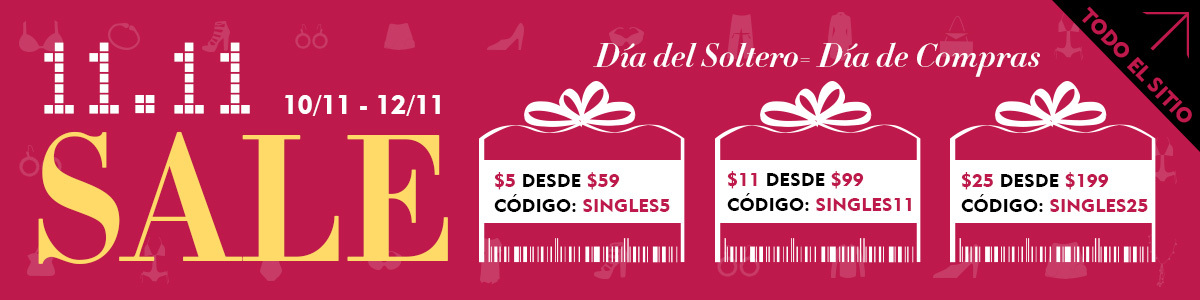 11.11
10/11 - 12/11
SALE
Día del Soltero= Día de Compras
$5 DESDE $59
CÓDIGO: SINGLES5
$11 DESDE $99
CÓDIGO: SINGLES11
$25 DESDE $199
CÓDIGO: SINGLES25
TODO EL SITIO